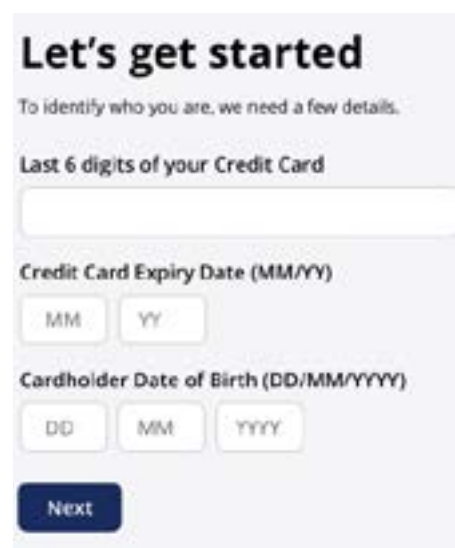 Let's get started
To identify who you are, we need a few details.
Last 6 digits of your Credit Card
Credit Card Expiry Date (MM/YY)
MM YY
Cardholder Date of Birth (DD/MM/YYYY)
DD MM YYYY
Next